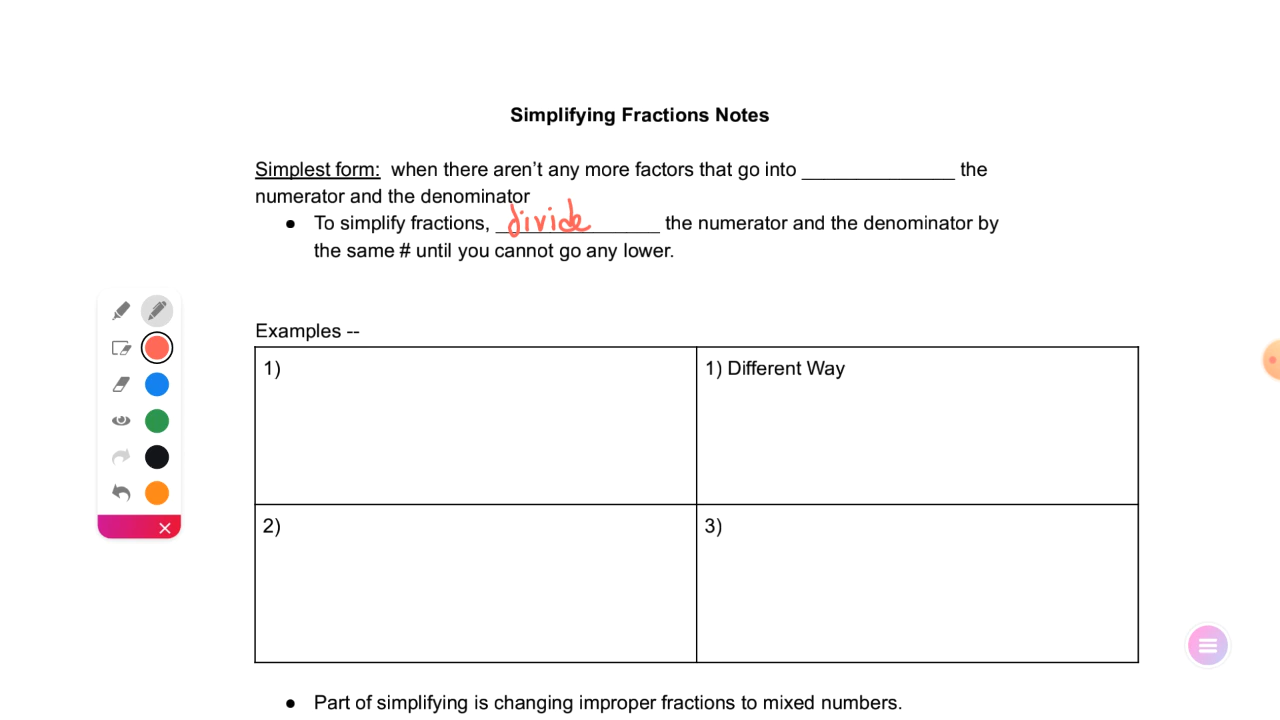 Simplifying Fractions Notes
Simplest form: when there aren’t any more factors that go into ______________ the
numerator and the denominator
● To simplify fractions, divide the numerator and the denominator by
the same # until you cannot go any lower.
Examples --
1)
1) Different Way
2)
3)
● Part of simplifying is changing improper fractions to mixed numbers.